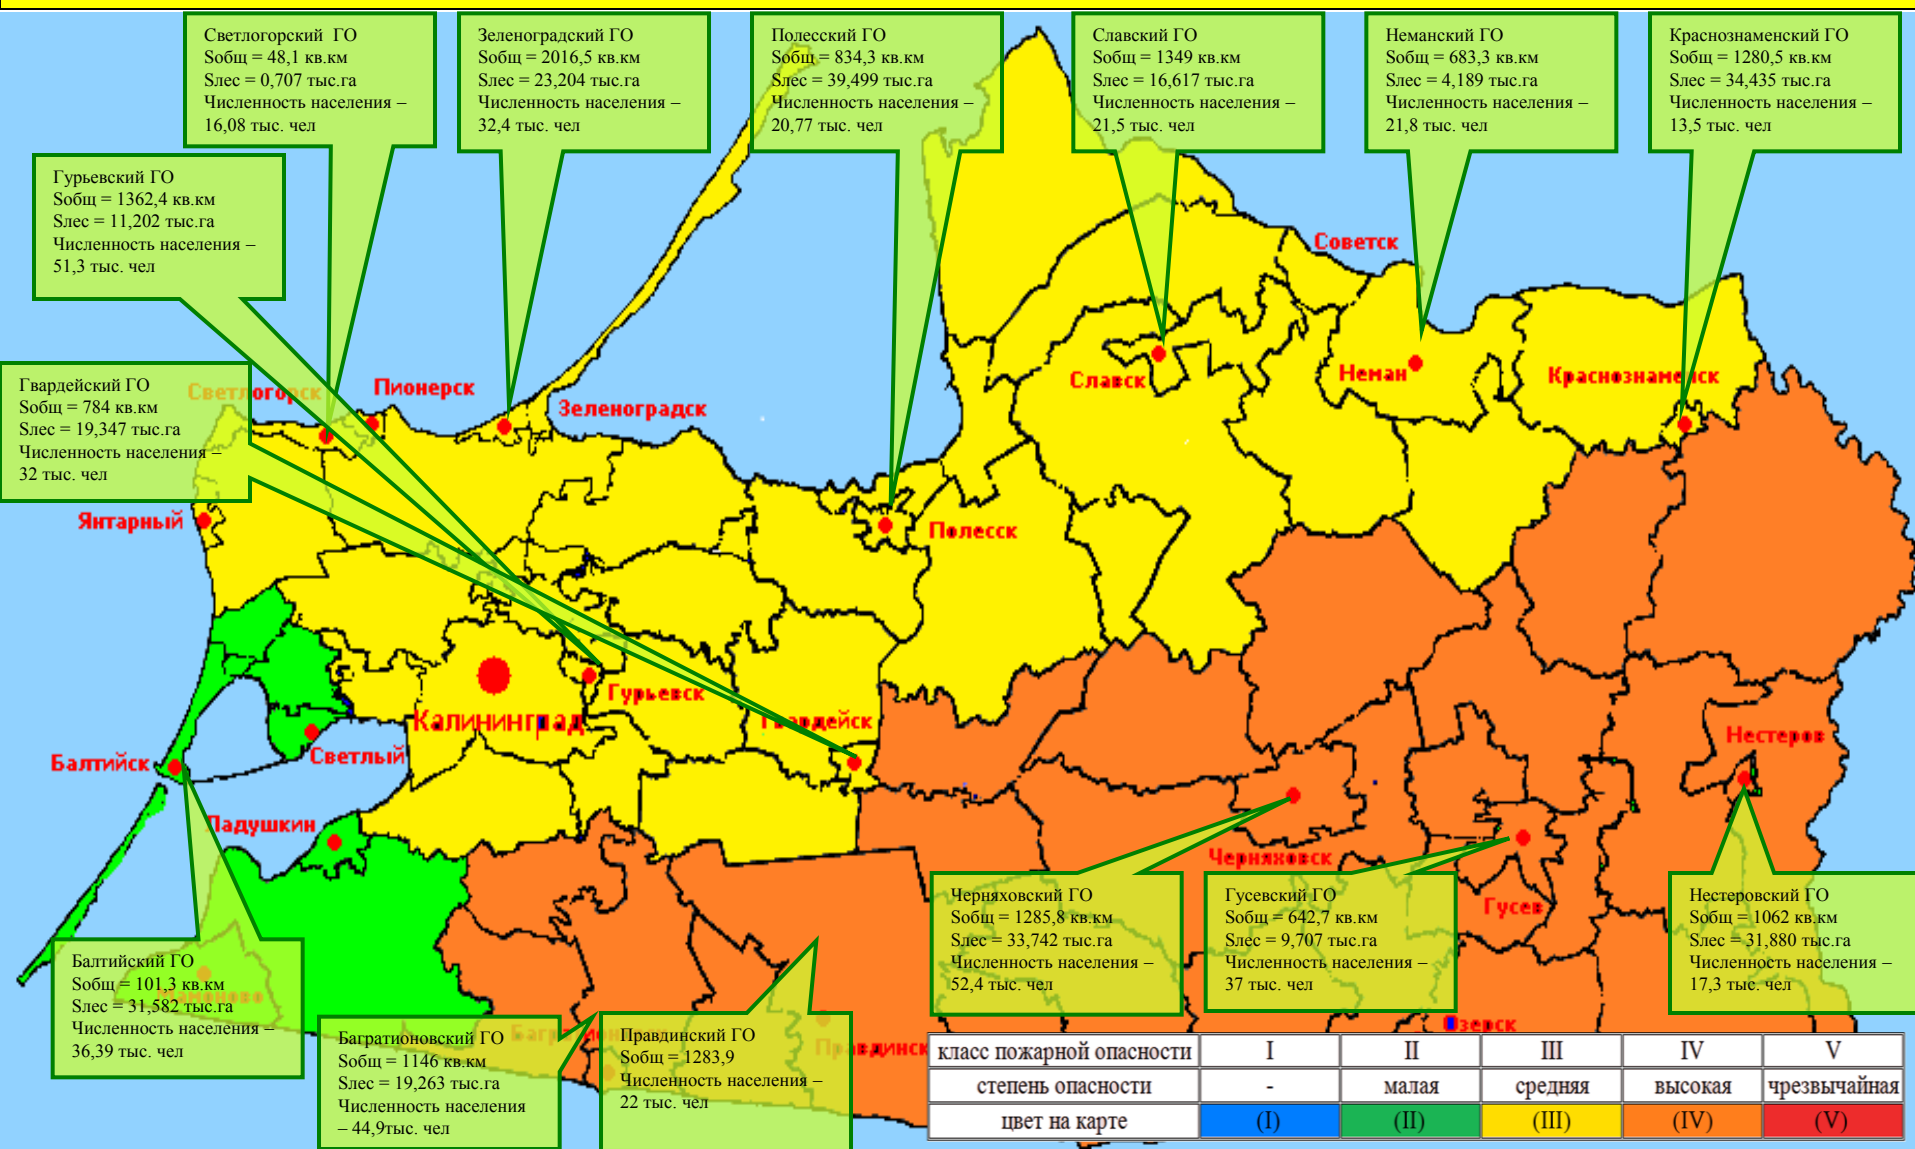 Светлогорский ГО
Sобщ = 48,1 кв.км
Sлес = 0,707 тыс.га
Численность населения –
16,08 тыс. чел
Зеленоградский ГО
Sобщ = 2016,5 кв.км
Sлес = 23,204 тыс.га
Численность населения –
32,4 тыс. чел
Полесский ГО
Sобщ = 834,3 кв.км
Sлес = 39,499 тыс.га
Численность населения –
20,77 тыс. чел
Славский ГО
Sобщ = 1349 кв.км
Sлес = 16,617 тыс.га
Численность населения –
21,5 тыс. чел
Неманский ГО
Sобщ = 683,3 кв.км
Sлес = 4,189 тыс.га
Численность населения –
21,8 тыс. чел
Краснознаменский ГО
Sобщ = 1280,5 кв.км
Sлес = 34,435 тыс.га
Численность населения –
13,5 тыс. чел
Гурьевский ГО
Sобщ = 1362,4 кв.км
Sлес = 11,202 тыс.га
Численность населения –
51,3 тыс. чел
Гвардейский ГО
Sобщ = 784 кв.км
Sлес = 19,347 тыс.га
Численность населения –
32 тыс. чел
Советск
Светлогорск
Пионерск
Зеленоградск
Славск
Неман
Краснознаменск
Янтарный
Полесск
Гурьевск
Калининград
Гвардейск
Нестеров
Балтийск
Светлый
Ладушкин
Черняховск
Гусев
Мамоново
Озерск
Багратионовск
Правдинск
Черняховский ГО
Sобщ = 1285,8 кв.км
Sлес = 33,742 тыс.га
Численность населения –
52,4 тыс. чел
Гусевский ГО
Sобщ = 642,7 кв.км
Sлес = 9,707 тыс.га
Численность населения –
37 тыс. чел
Нестеровский ГО
Sобщ = 1062 кв.км
Sлес = 31,880 тыс.га
Численность населения –
17,3 тыс. чел
Балтийский ГО
Sобщ = 101,3 кв.км
Sлес = 31,582 тыс.га
Численность населения –
36,39 тыс. чел
Багратионовский ГО
Sобщ = 1146 кв.км
Sлес = 19,263 тыс.га
Численность населения
– 44,9тыс. чел
Правдинский ГО
Sобщ = 1283,9
Численность населения –
22 тыс. чел
класс пожарной опасности I II III IV V
степень опасности - малая средняя высокая чрезвычайная
цвет на карте (I) (II) (III) (IV) (V)